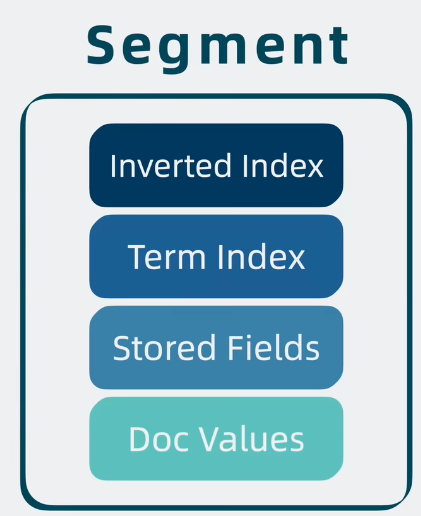 Segment
Inverted Index
Term Index
Stored Fields
Doc Values